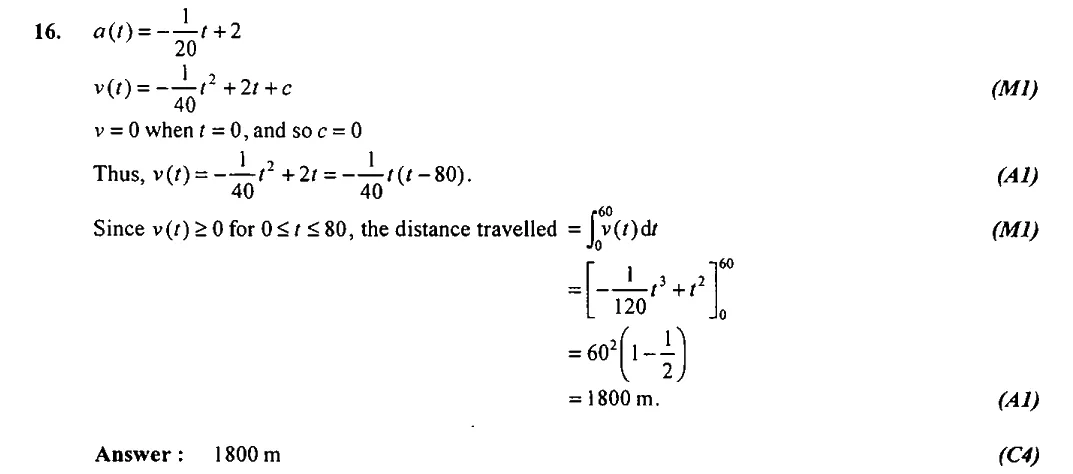 16. a(t) = -1/20 t + 2
v(t) = -1/40 t² + 2t + c (M1)
v = 0 when t = 0, and so c = 0
Thus, v(t) = -1/40 t² + 2t = -1/40 t(t - 80). (A1)
Since v(t) ≥ 0 for 0 ≤ t ≤ 80, the distance travelled = ∫₀⁶⁰ v(t) dt (M1)
= [-1/120 t³ + t²]₀⁶⁰
= 60²(1 - 1/2)
= 1800 m. (A1)
Answer : 1800 m (C4)